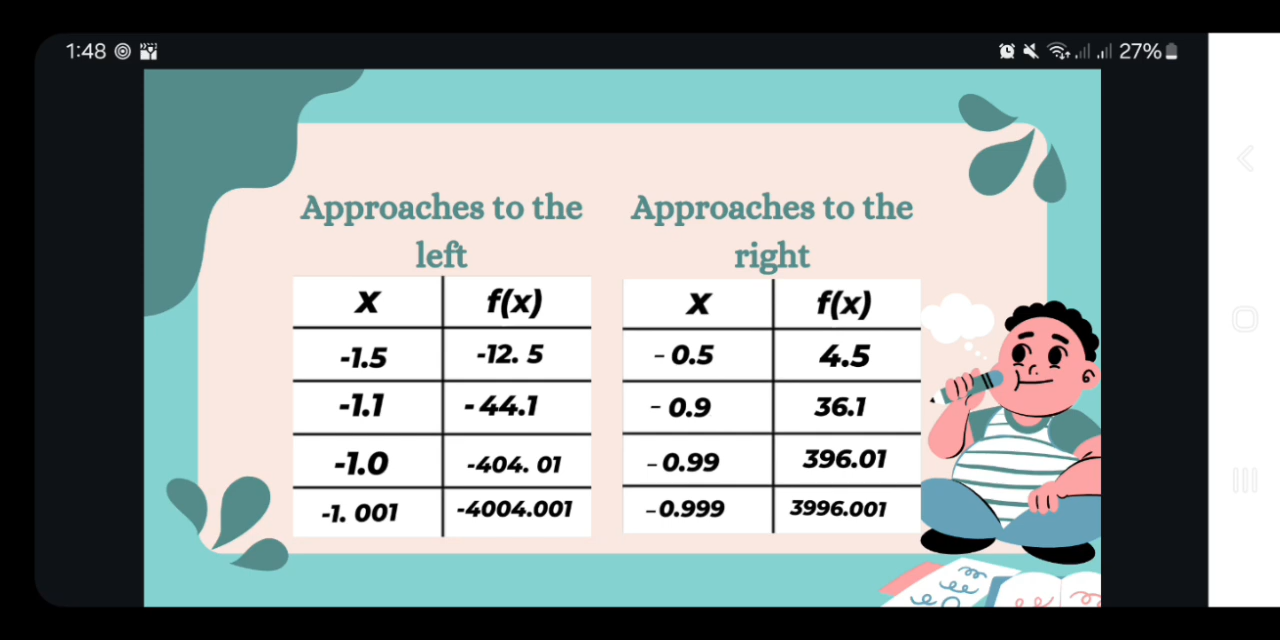 1:48
27%
Approaches to the left
Approaches to the right
X f(x)
-1.5 -12. 5
-1.1 - 44.1
-1.0 -404. 01
-1. 001 -4004.001
X f(x)
- 0.5 4.5
- 0.9 36.1
- 0.99 396.01
-0.999 3996.001